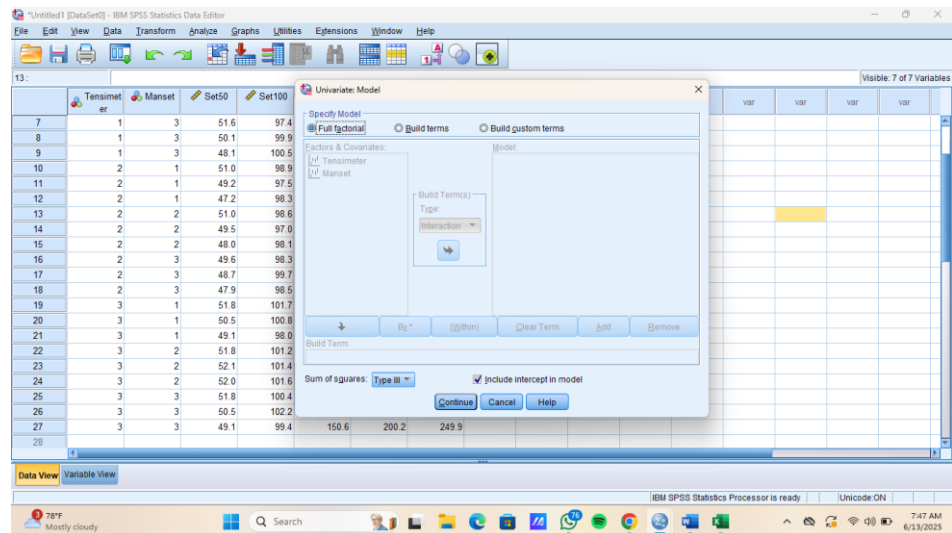 *Untitled1 [DataSet0] - IBM SPSS Statistics Data Editor
File Edit View Data Transform Analyze Graphs Utilities Extensions Window Help
13 :
Visible: 7 of 7 Variables
Tensimeter Manset Set50 Set100 var var var var
7 1 3 51.6 97.4
8 1 3 50.1 99.9
9 1 3 48.1 100.5
10 2 1 51.0 98.9
11 2 1 49.2 97.5
12 2 1 47.2 98.3
13 2 2 51.0 98.6
14 2 2 49.5 97.0
15 2 2 48.0 98.1
16 2 3 49.6 98.3
17 2 3 48.7 99.7
18 2 3 47.9 98.5
19 3 1 51.8 101.7
20 3 1 50.5 100.8
21 3 1 49.1 98.0
22 3 2 51.8 101.2
23 3 2 52.1 101.4
24 3 2 52.0 101.6
25 3 3 51.8 100.4
26 3 3 50.5 102.2
27 3 3 49.1 99.4 150.6 200.2 249.9
28
Univariate: Model
Specify Model
Full factorial Build terms Build custom terms
Factors & Covariates: Model:
Tensimeter
Manset
Build Term(s)
Type:
Interaction
By* (Within) Clear Term Add Remove
Build Term:
Sum of squares: Type III Include intercept in model
Continue Cancel Help
Data View Variable View
IBM SPSS Statistics Processor is ready Unicode:ON
3 78°F
Mostly cloudy
Search
76
7:47 AM
6/13/2025